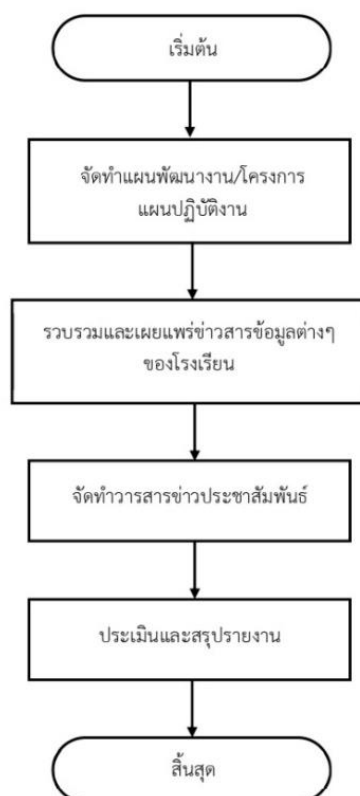 เริ่มต้น
จัดทำแผนพัฒนางาน/โครงการ
แผนปฏิบัติงาน
รวบรวมและเผยแพร่ข่าวสารข้อมูลต่างๆ
ของโรงเรียน
จัดทำวารสารข่าวประชาสัมพันธ์
ประเมินและสรุปรายงาน
สิ้นสุด